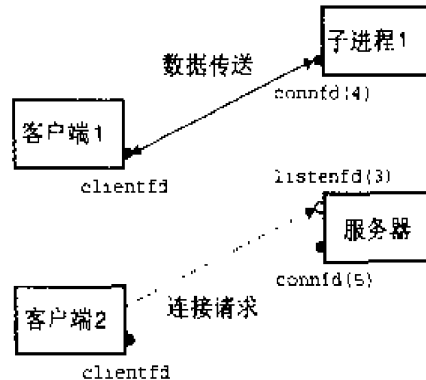 子进程1
数据传送
connfd(4)
客户端1
clientfd
listenfd(3)
服务器
connfd(5)
连接请求
客户端2
clientfd